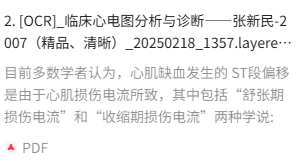 2. [OCR]_临床心电图分析与诊断——张新民-2
007（精品、清晰）_20250218_1357.layere…
目前多数学者认为，心肌缺血发生的 ST段偏移
是由于心肌损伤电流所致，其中包括“舒张期
损伤电流”和“收缩期损伤电流”两种学说:
PDF